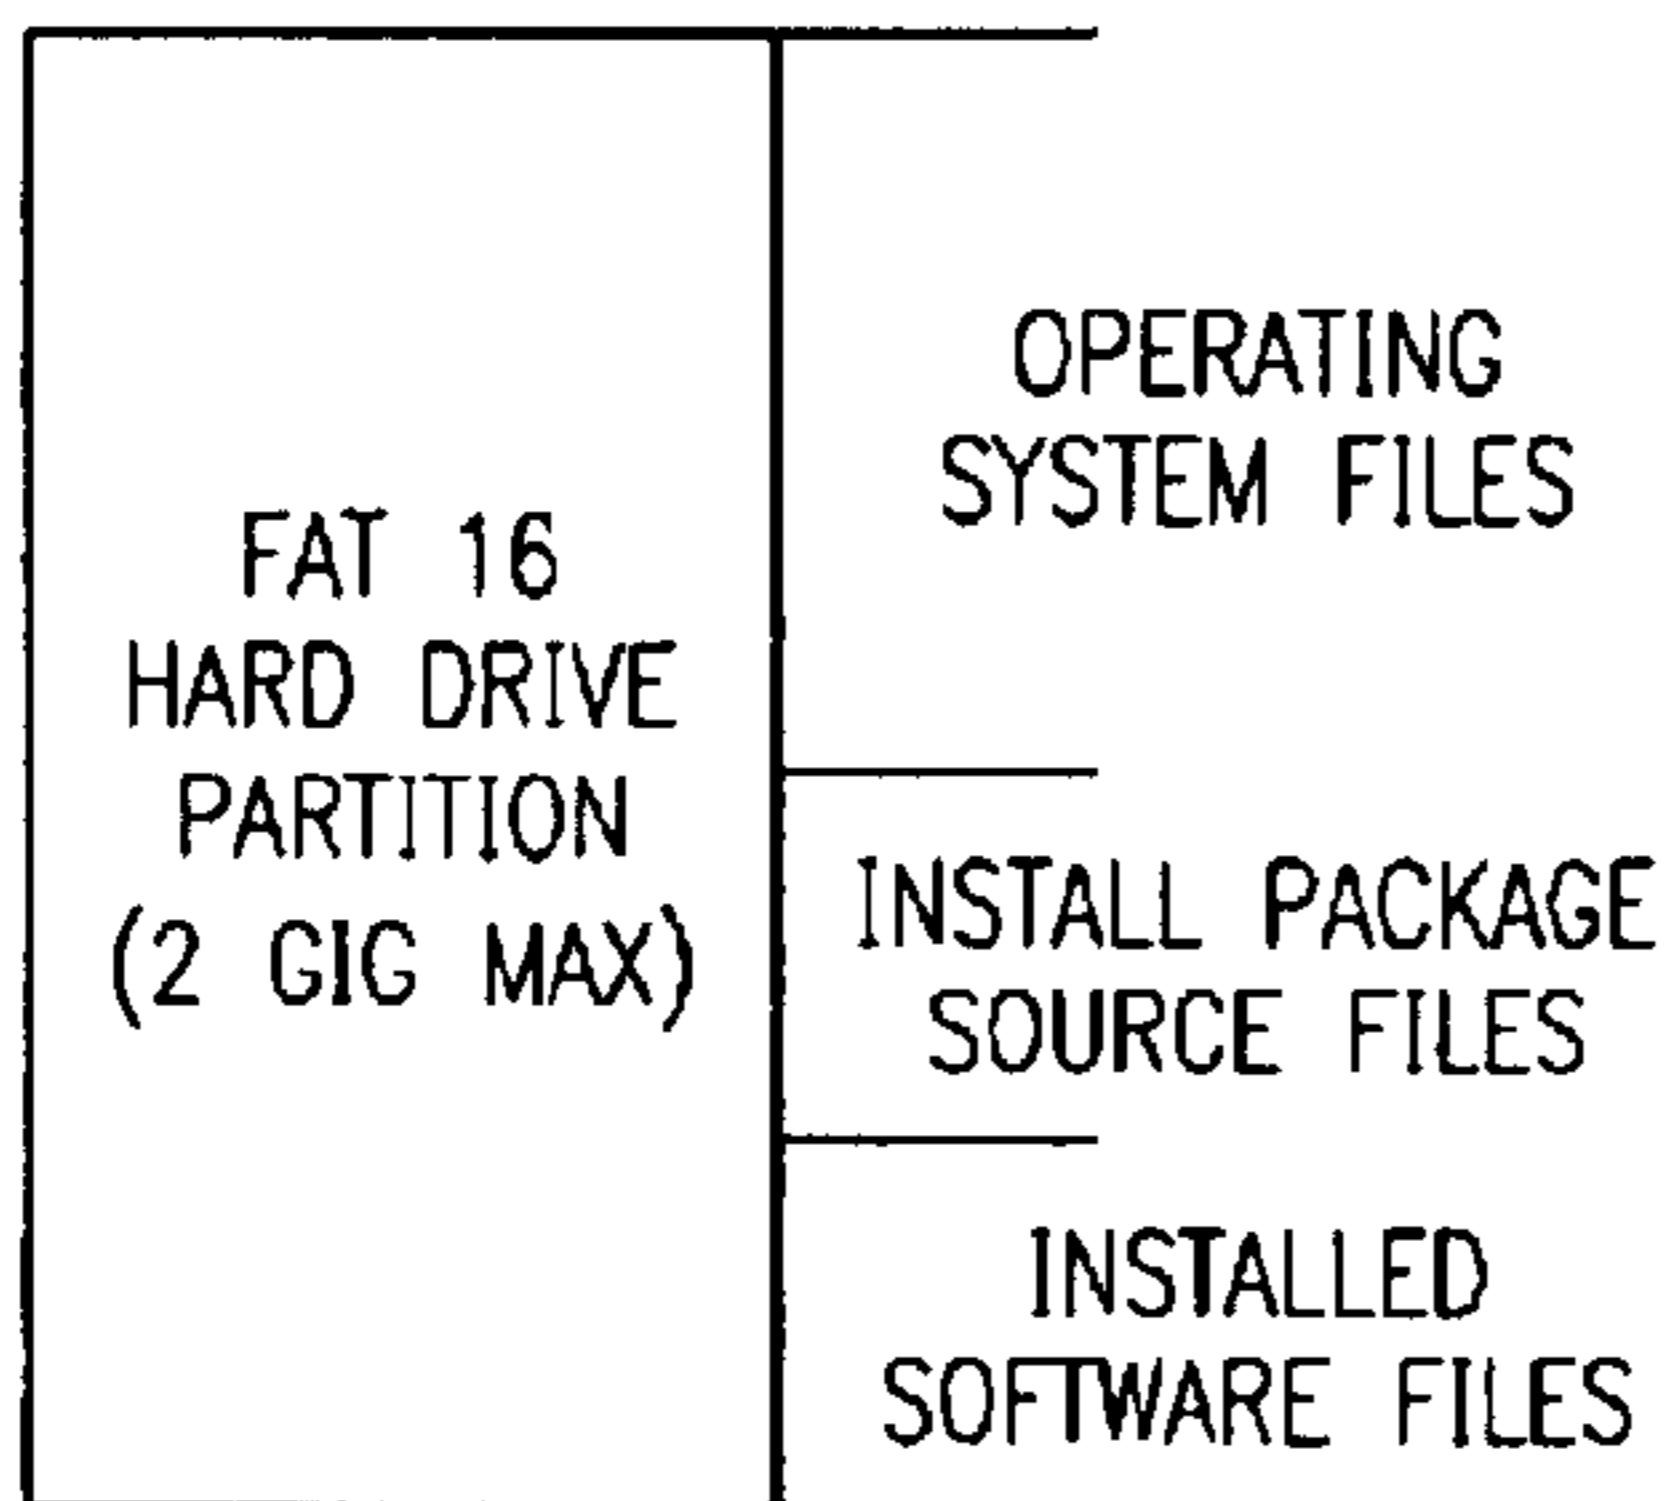 FAT 16
HARD DRIVE
PARTITION
(2 GIG MAX)
OPERATING
SYSTEM FILES
INSTALL PACKAGE
SOURCE FILES
INSTALLED
SOFTWARE FILES